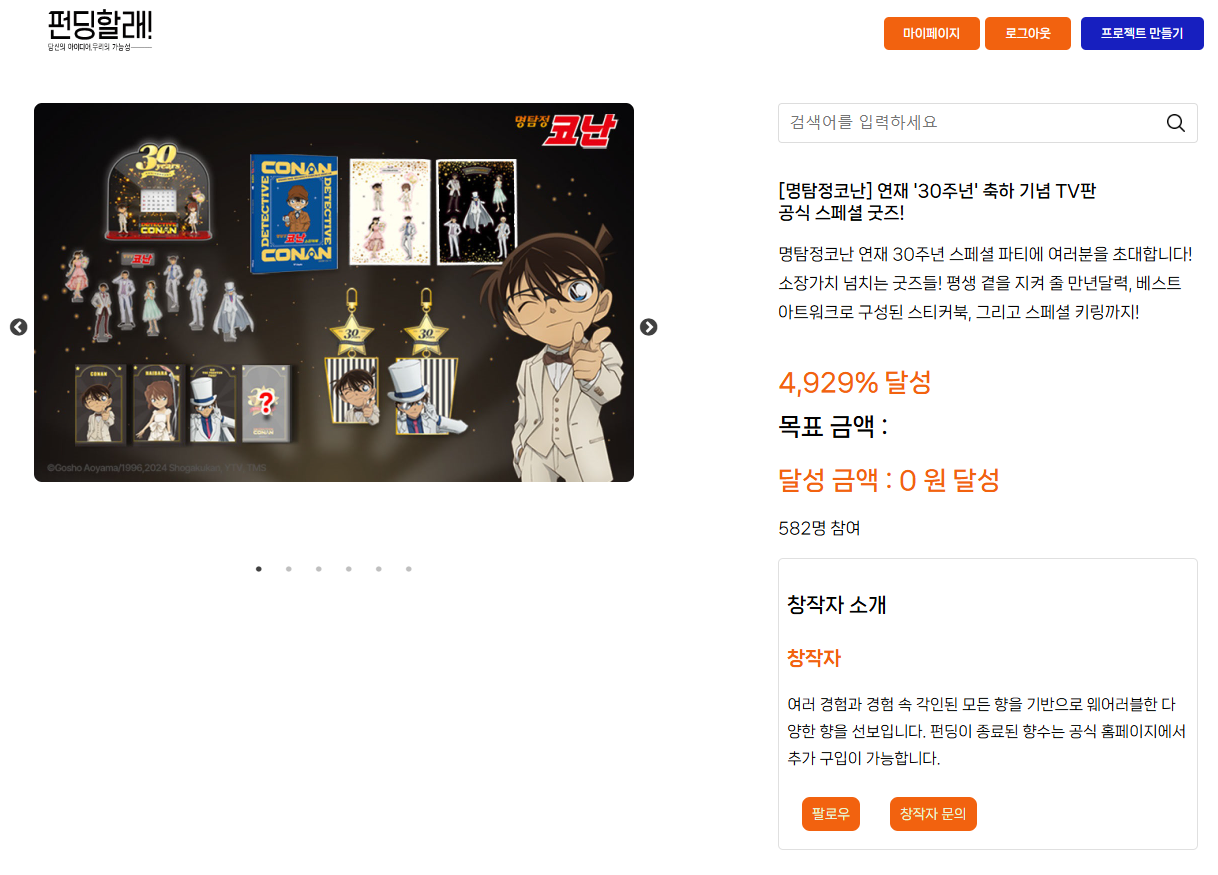 펀딩할래!
당신의 아이디어,우리의 가능성
마이페이지
로그아웃
프로젝트 만들기
검색어를 입력하세요
명탐정
코난
30
years
DETECTIVE
CONAN
CONAN
DETECTIVE
DETECTIVE
코난
CONAN
코난
30
30
CONAN
HAIBARA
?
CONAN
©Gosho Aoyama/1996,2024 Shogakukan, YTV, TMS
[명탐정코난] 연재 '30주년' 축하 기념 TV판
공식 스페셜 굿즈!
명탐정코난 연재 30주년 스페셜 파티에 여러분을 초대합니다!
소장가치 넘치는 굿즈들! 평생 곁을 지켜 줄 만년달력, 베스트
아트워크로 구성된 스티커북, 그리고 스페셜 키링까지!
4,929% 달성
목표 금액 :
달성 금액 : 0 원 달성
582명 참여
창작자 소개
창작자
여러 경험과 경험 속 각인된 모든 향을 기반으로 웨어러블한 다
양한 향을 선보입니다. 펀딩이 종료된 향수는 공식 홈페이지에서
추가 구입이 가능합니다.
팔로우
창작자 문의